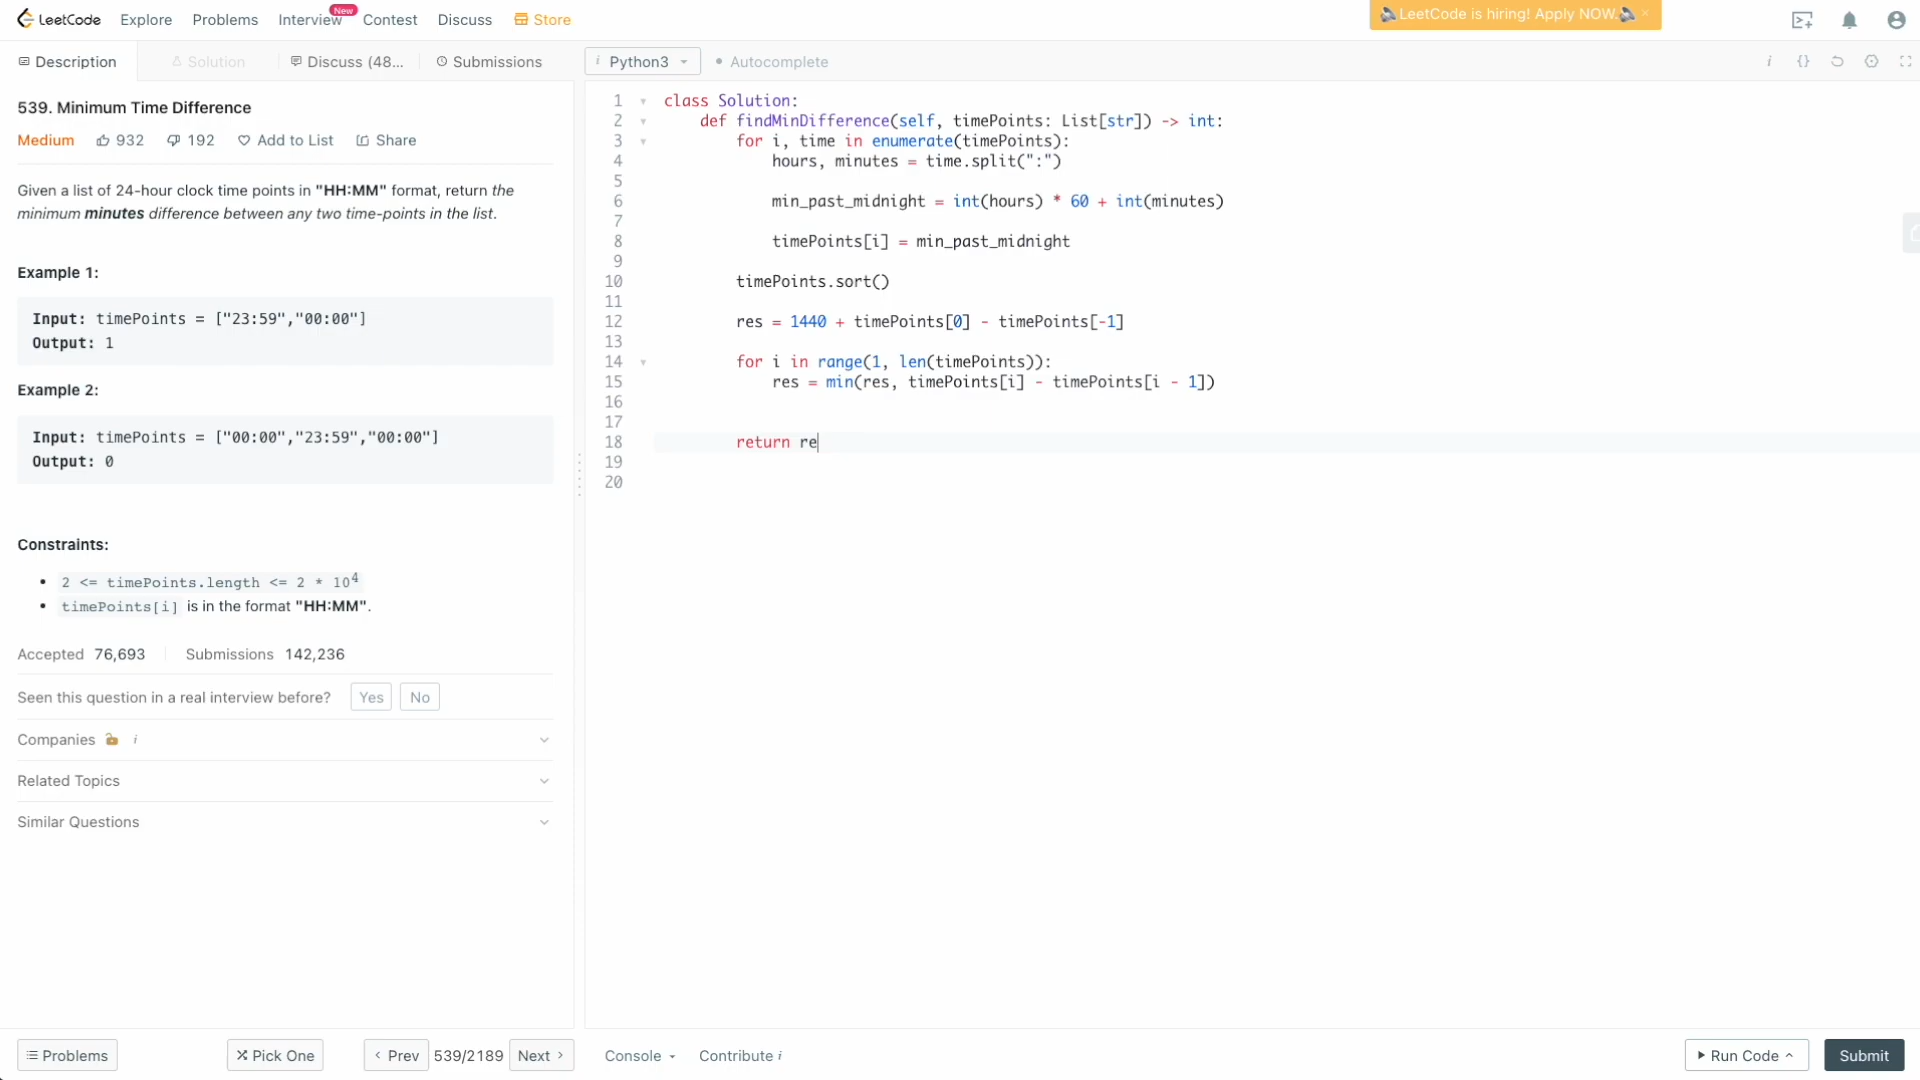 LeetCode Explore Problems Interview New Contest Discuss Store
LeetCode is hiring! Apply NOW. ×
Description Solution Discuss (48... Submissions
i Python3 Autocomplete i {}
539. Minimum Time Difference
Medium 932 192 Add to List Share
Given a list of 24-hour clock time points in "HH:MM" format, return the
minimum minutes difference between any two time-points in the list.
Example 1:
Input: timePoints = ["23:59","00:00"]
Output: 1
Example 2:
Input: timePoints = ["00:00","23:59","00:00"]
Output: 0
Constraints:
• 2 <= timePoints.length <= 2 * 10⁴
• timePoints[i] is in the format "HH:MM".
Accepted 76,693 Submissions 142,236
Seen this question in a real interview before? Yes No
Companies i
Related Topics
Similar Questions
1 class Solution:
2     def findMinDifference(self, timePoints: List[str]) -> int:
3         for i, time in enumerate(timePoints):
4             hours, minutes = time.split(":")
5
6             min_past_midnight = int(hours) * 60 + int(minutes)
7
8             timePoints[i] = min_past_midnight
9
10         timePoints.sort()
11
12         res = 1440 + timePoints[0] - timePoints[-1]
13
14         for i in range(1, len(timePoints)):
15             res = min(res, timePoints[i] - timePoints[i - 1])
16
17
18         return re
19
20
Problems Pick One < Prev 539/2189 Next > Console Contribute i Run Code Submit